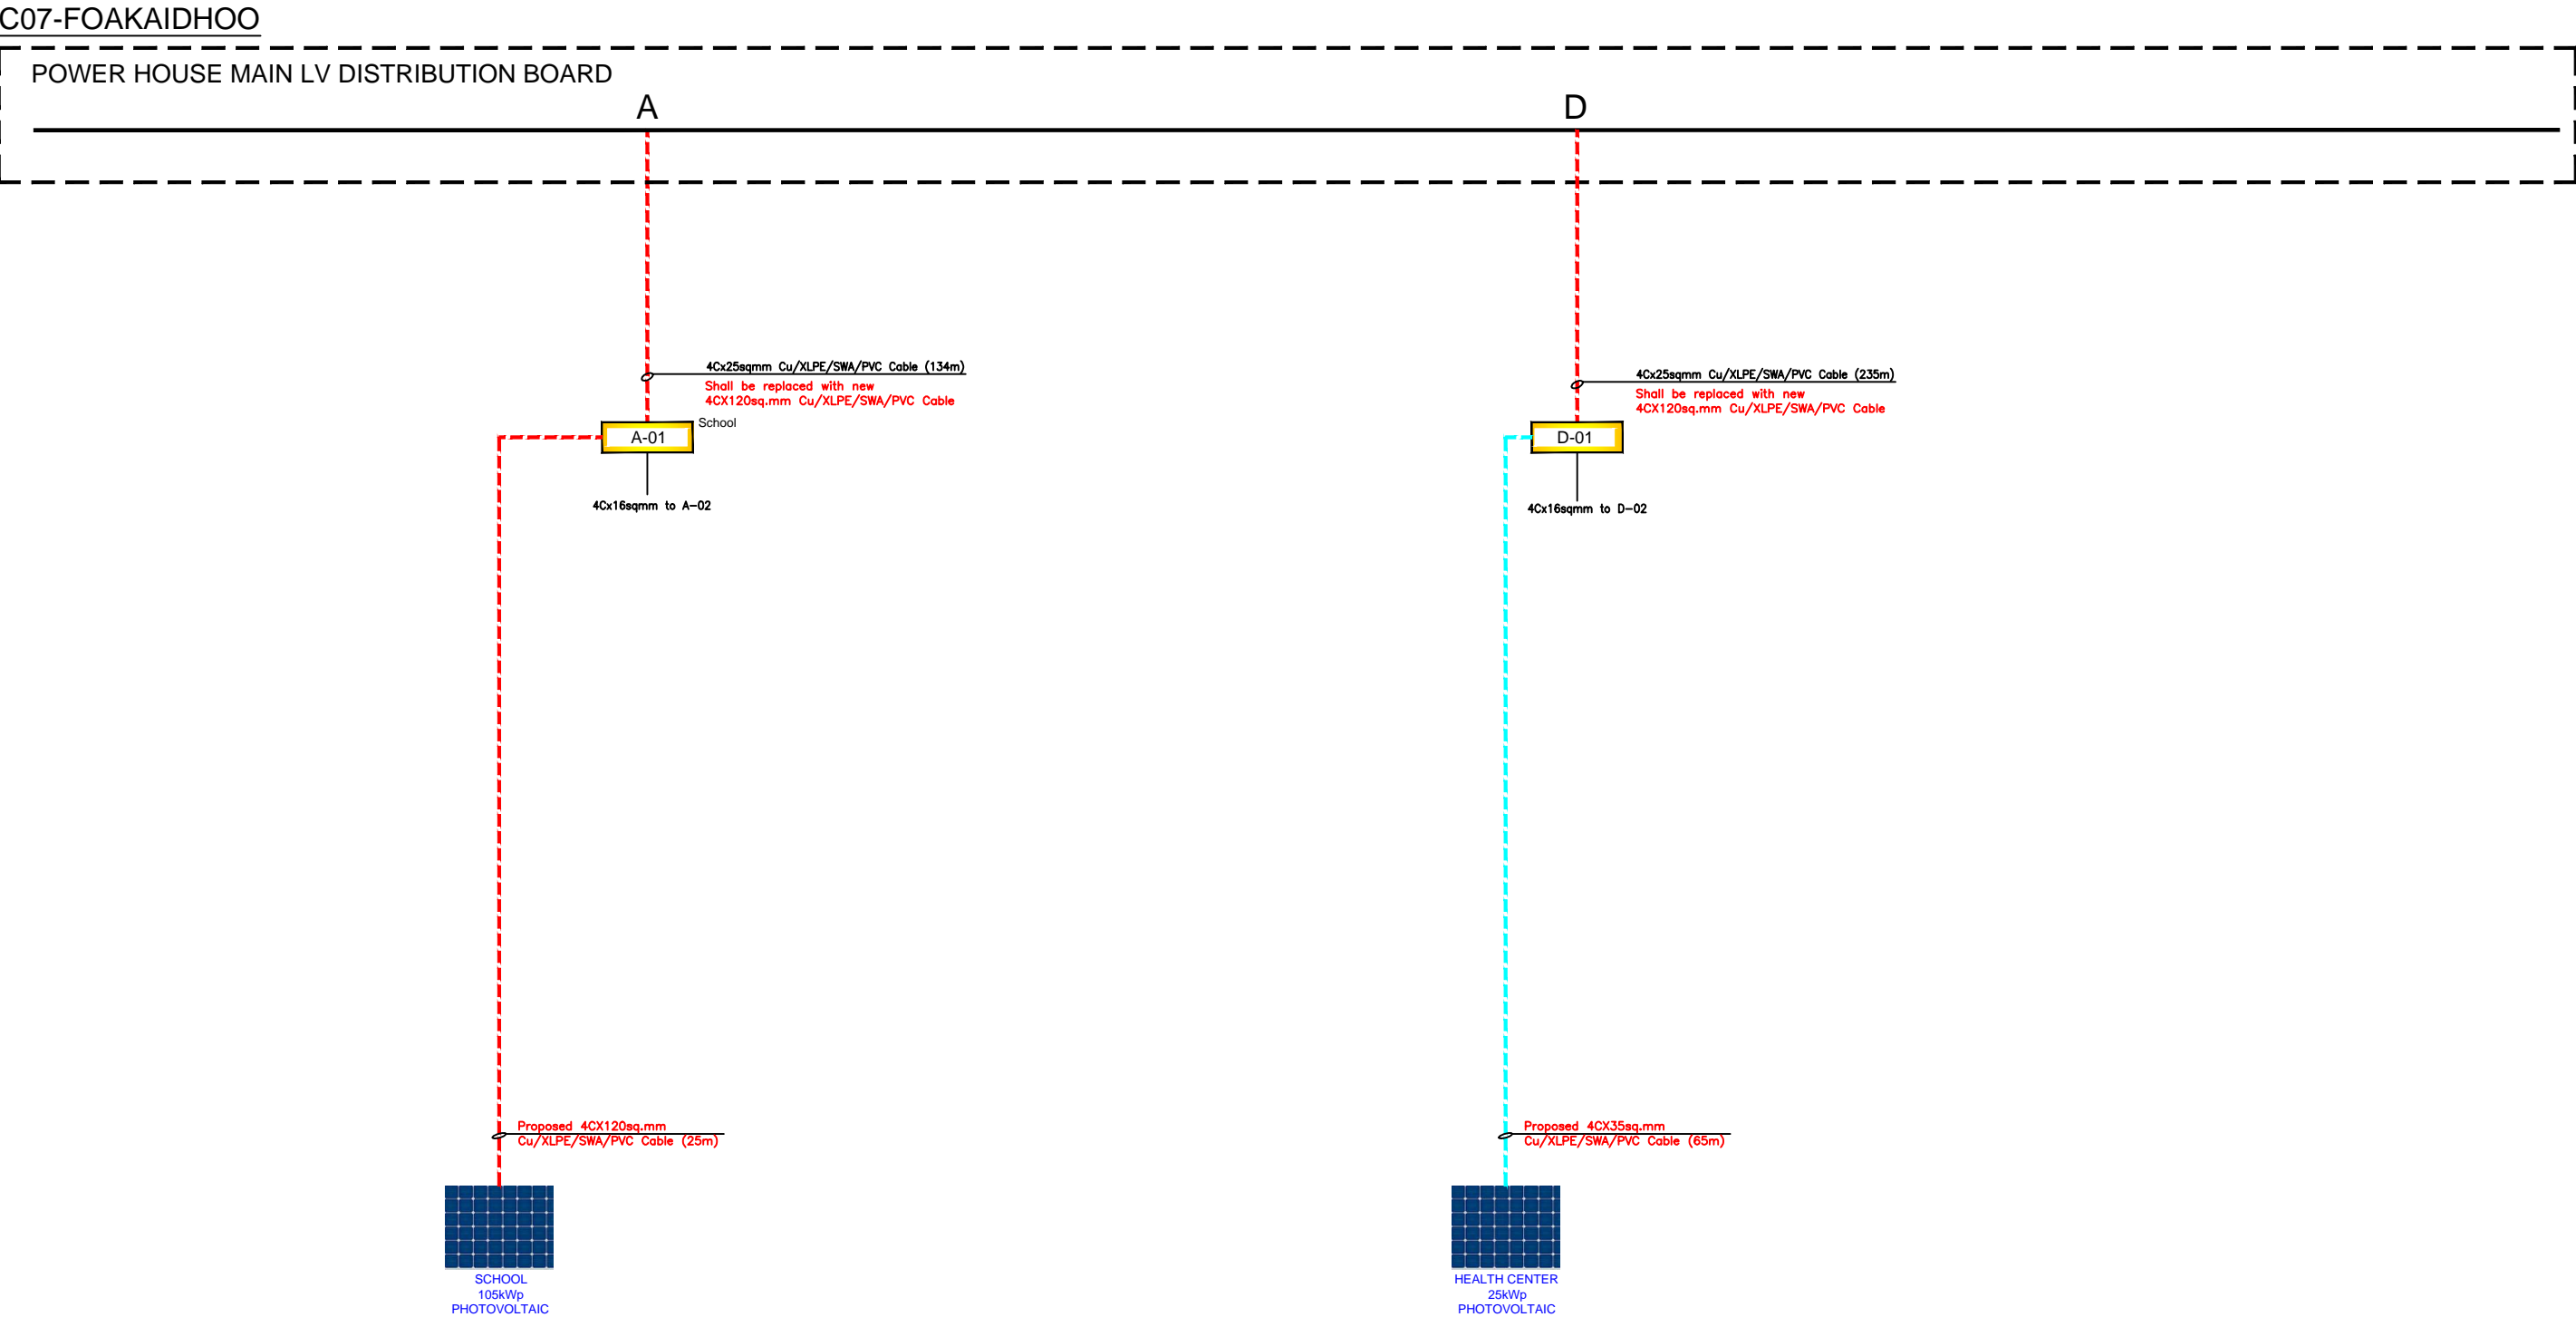 C07-FOAKAIDHOO
POWER HOUSE MAIN LV DISTRIBUTION BOARD
A
D
4Cx25sqmm Cu/XLPE/SWA/PVC Cable (134m)
Shall be replaced with new
4CX120sq.mm Cu/XLPE/SWA/PVC Cable
4Cx25sqmm Cu/XLPE/SWA/PVC Cable (235m)
Shall be replaced with new
4CX120sq.mm Cu/XLPE/SWA/PVC Cable
School
A-01
D-01
4Cx16sqmm to A-02
4Cx16sqmm to D-02
Proposed 4CX120sq.mm
Cu/XLPE/SWA/PVC Cable (25m)
Proposed 4CX35sq.mm
Cu/XLPE/SWA/PVC Cable (65m)
SCHOOL
105kWp
PHOTOVOLTAIC
HEALTH CENTER
25kWp
PHOTOVOLTAIC